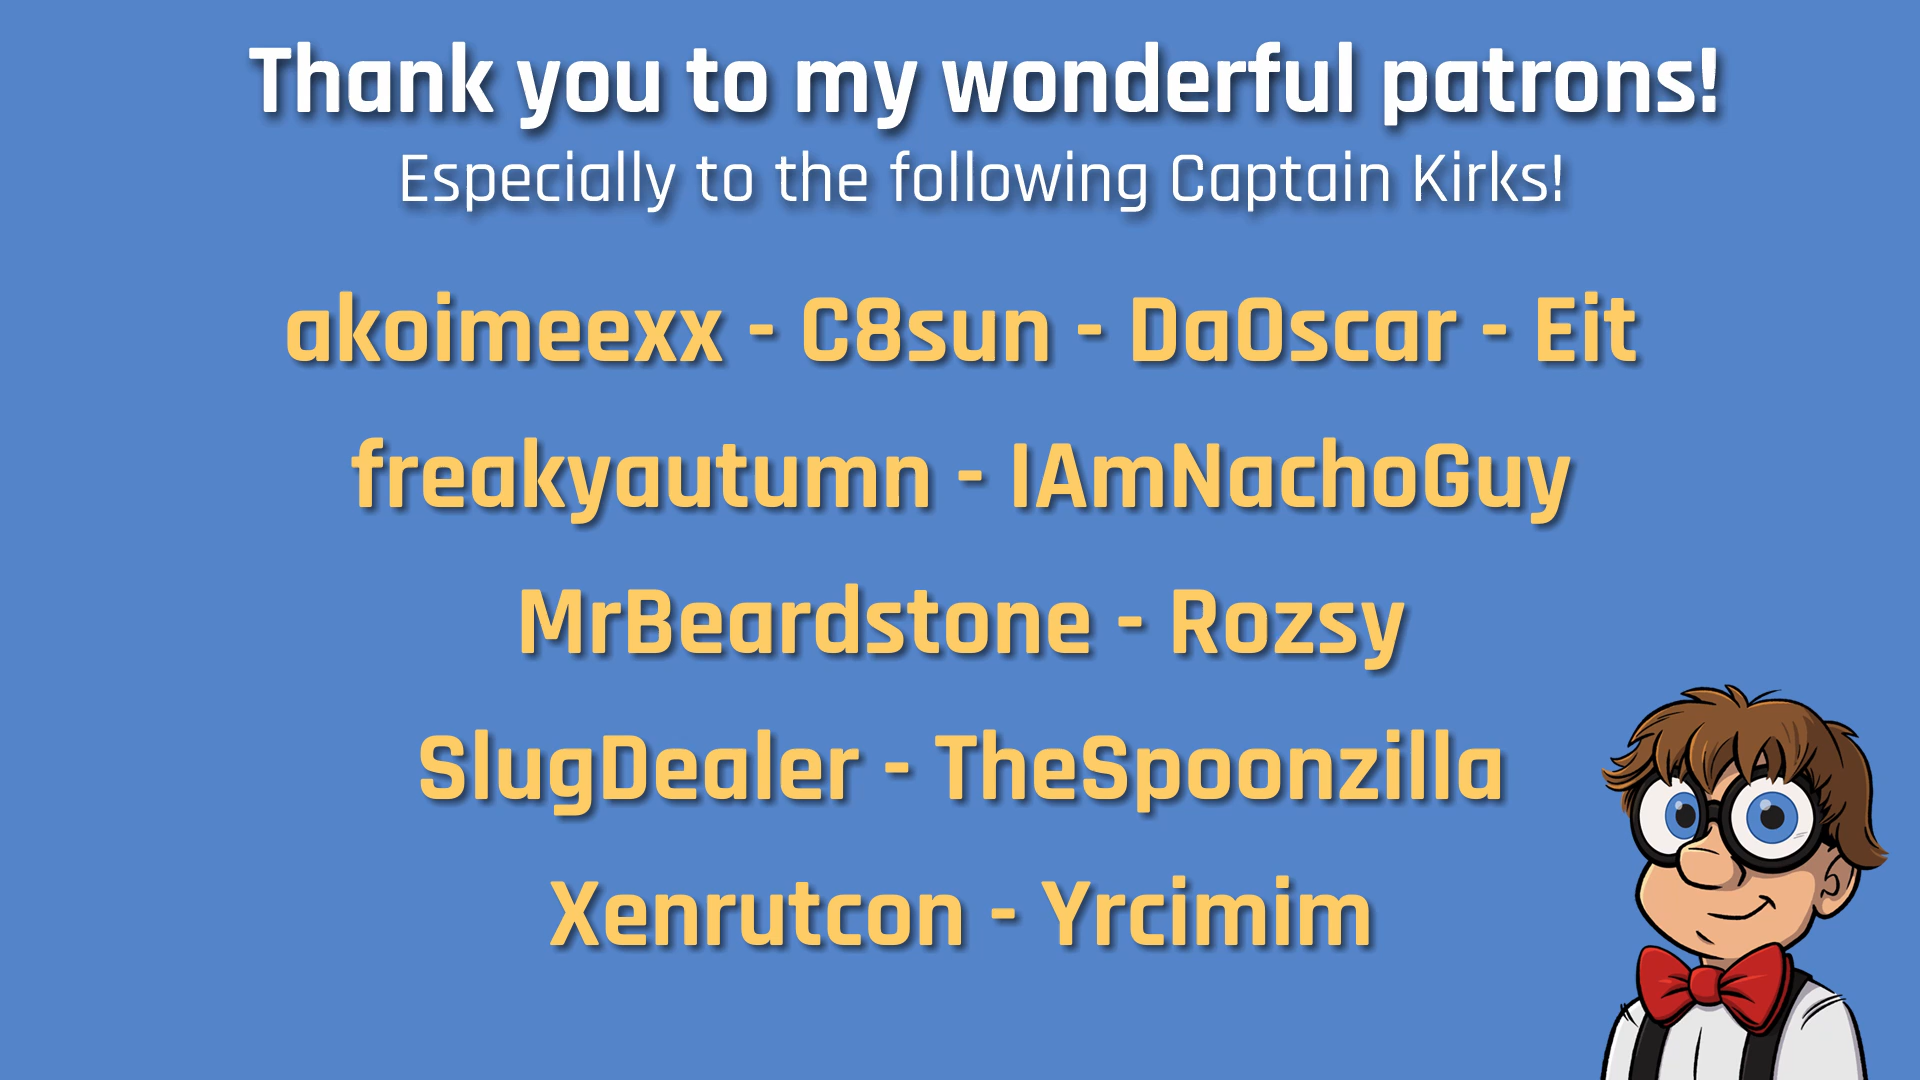 Thank you to my wonderful patrons!
Especially to the following Captain Kirks!
akoimeexx - C8sun - DaOscar - Eit
freakyautumn - IAmNachoGuy
MrBeardstone - Rozsy
SlugDealer - TheSpoonzilla
Xenrutcon - Yrcimim